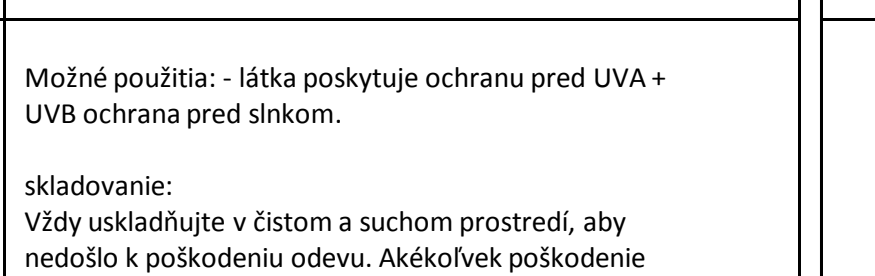 Možné použitia: - látka poskytuje ochranu pred UVA +
UVB ochrana pred slnkom.
skladovanie:
Vždy uskladňujte v čistom a suchom prostredí, aby
nedošlo k poškodeniu odevu. Akékoľvek poškodenie